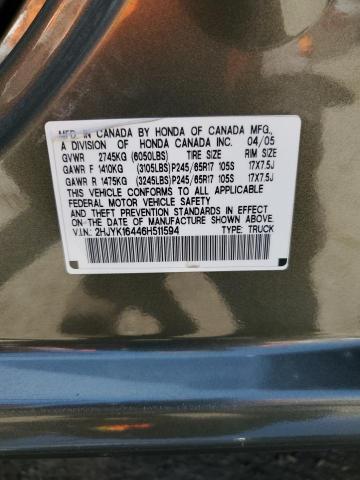 MFD. IN CANADA BY HONDA OF CANADA MFG.,
A DIVISION OF HONDA CANADA INC. 04/05
GVWR 2745KG (6050LBS) TIRE SIZE RIM SIZE
GAWR F 1410KG (3105LBS)P245/65R17 105S 17X7.5J
GAWR R 1475KG (3245LBS)P245/65R17 105S 17X7.5J
THIS VEHICLE CONFORMS TO ALL APPLICABLE
FEDERAL MOTOR VEHICLE SAFETY
AND THEFT PREVENTION STANDARDS IN EFFECT
ON THE DATE OF MANUFACTURE SHOWN ABOVE.
V.I.N.: 2HJYK16446H511594 TYPE: TRUCK